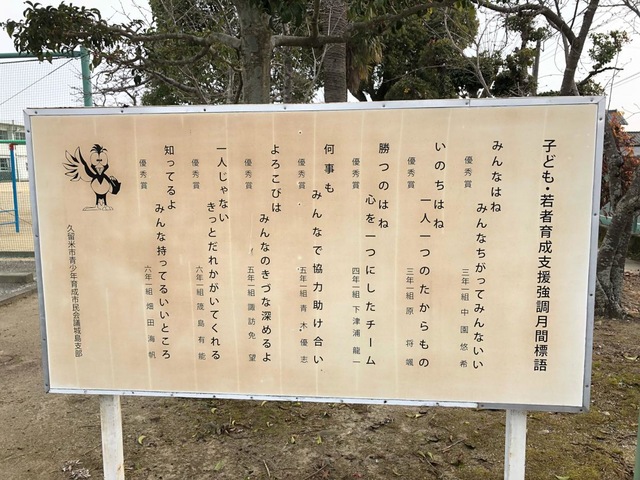 子ども・若者育成支援強調月間標語
みんなはね
みんなちがってみんないい
優秀賞 三年一組 中園 悠希
いのちはね
一人一つのたからもの
優秀賞 三年一組 原 将颯
勝つのはね
心を一つにしたチーム
優秀賞 四年一組 下津浦 龍一
何事も
みんなで協力助け合い
優秀賞 五年一組 青木 優志
よろこびは
みんなのきづな深めるよ
優秀賞 五年一組 諏訪免 望
一人じゃない
きっとだれかがいてくれる
優秀賞 六年一組 島 有能
知ってるよ
みんな持ってるいいところ
優秀賞 六年一組 畑田 海帆
久留米市青少年育成市民会議城島支部